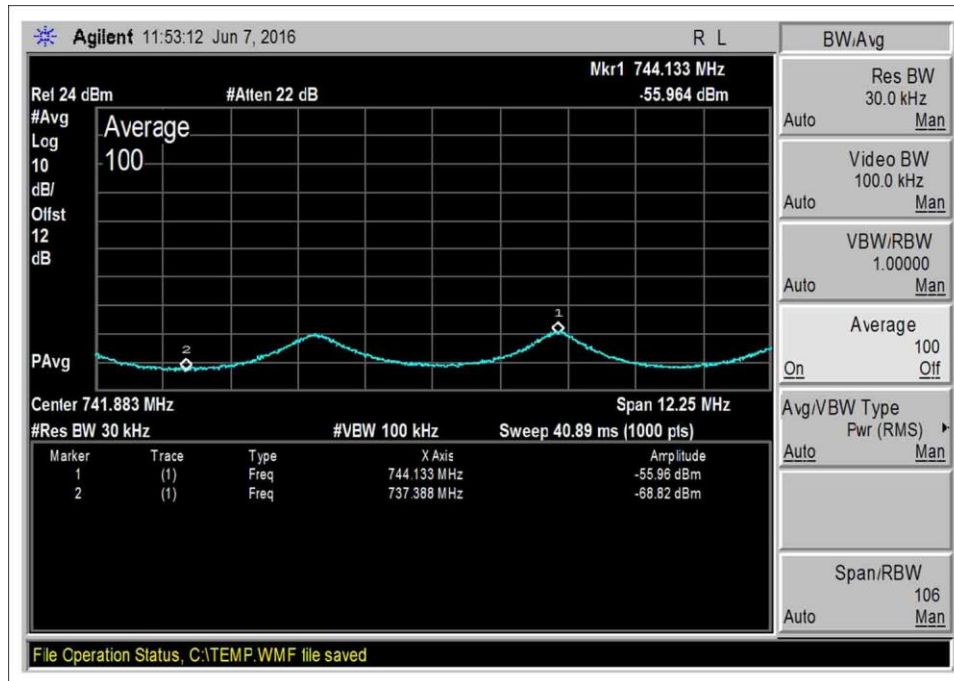 Agilent 11:53:12 Jun 7, 2016 R L
Mkr1 744.133 MHz
Ref 24 dBm #Atten 22 dB -55.964 dBm
#Avg
Log
10
dB/
Offst
12
dB
Average
100
1
2
PAvg
Center 741.883 MHz Span 12.25 MHz
#Res BW 30 kHz #VBW 100 kHz Sweep 40.89 ms (1000 pts)
Marker Trace Type X Axis Amplitude
1 (1) Freq 744.133 MHz -55.96 dBm
2 (1) Freq 737.388 MHz -68.82 dBm
File Operation Status, C:\TEMP.WMF file saved
BW/Avg
Res BW
30.0 kHz
Auto Man
Video BW
100.0 kHz
Auto Man
VBW/RBW
1.00000
Auto Man
Average
100
On Off
Avg/VBW Type
Pwr (RMS)
Auto Man
Span/RBW
106
Auto Man